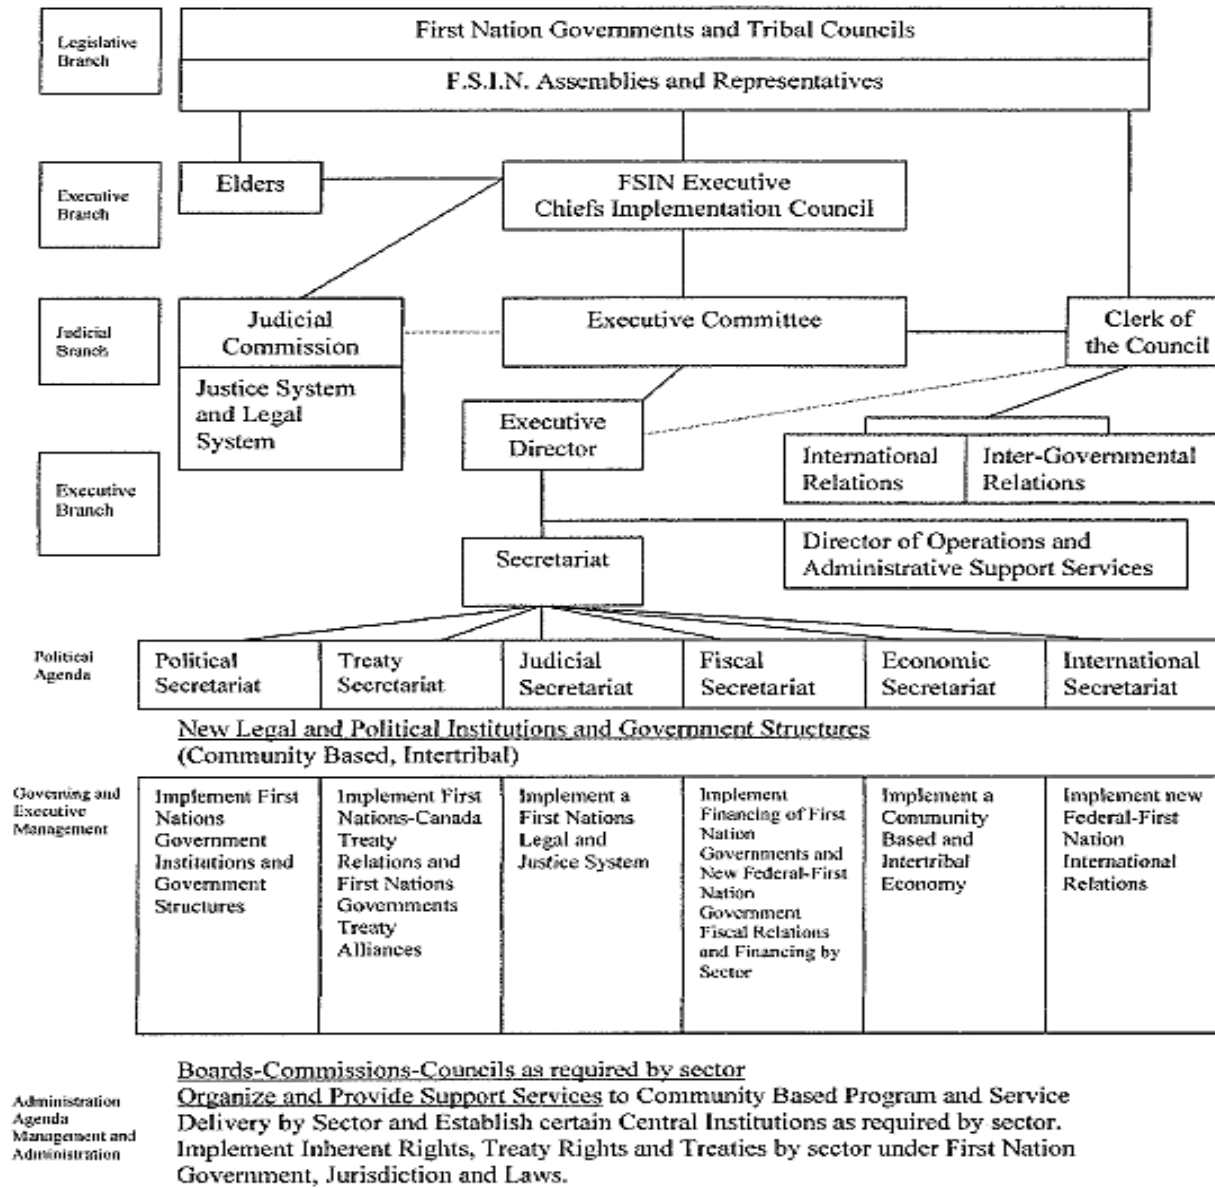 Legislative
Branch
First Nation Governments and Tribal Councils
F.S.I.N. Assemblies and Representatives
Executive
Branch
Elders
FSIN Executive
Chiefs Implementation Council
Judicial
Branch
Judicial
Commission
Justice System
and Legal
System
Executive Committee
Clerk of
the Council
Executive
Director
International
Relations
Inter-Governmental
Relations
Executive
Branch
Secretariat
Director of Operations and
Administrative Support Services
Political
Agenda
Political
Secretariat
Treaty
Secretariat
Judicial
Secretariat
Fiscal
Secretariat
Economic
Secretariat
International
Secretariat
New Legal and Political Institutions and Government Structures
(Community Based, Intertribal)
Governing and
Executive
Management
Implement First
Nations
Government
Institutions and
Government
Structures
Implement First
Nations-Canada
Treaty
Relations and
First Nations
Governments
Treaty
Alliances
Implement a
First Nations
Legal and
Justice System
Implement
Financing of First
Nation
Governments and
New Federal-First
Nation
Government
Fiscal Relations
and Financing by
Sector
Implement a
Community
Based and
Intertribal
Economy
Implement new
Federal-First
Nation
International
Relations
Administration
Agenda
Management and
Administration
Boards-Commissions-Councils as required by sector
Organize and Provide Support Services to Community Based Program and Service
Delivery by Sector and Establish certain Central Institutions as required by sector.
Implement Inherent Rights, Treaty Rights and Treaties by sector under First Nation
Government, Jurisdiction and Laws.